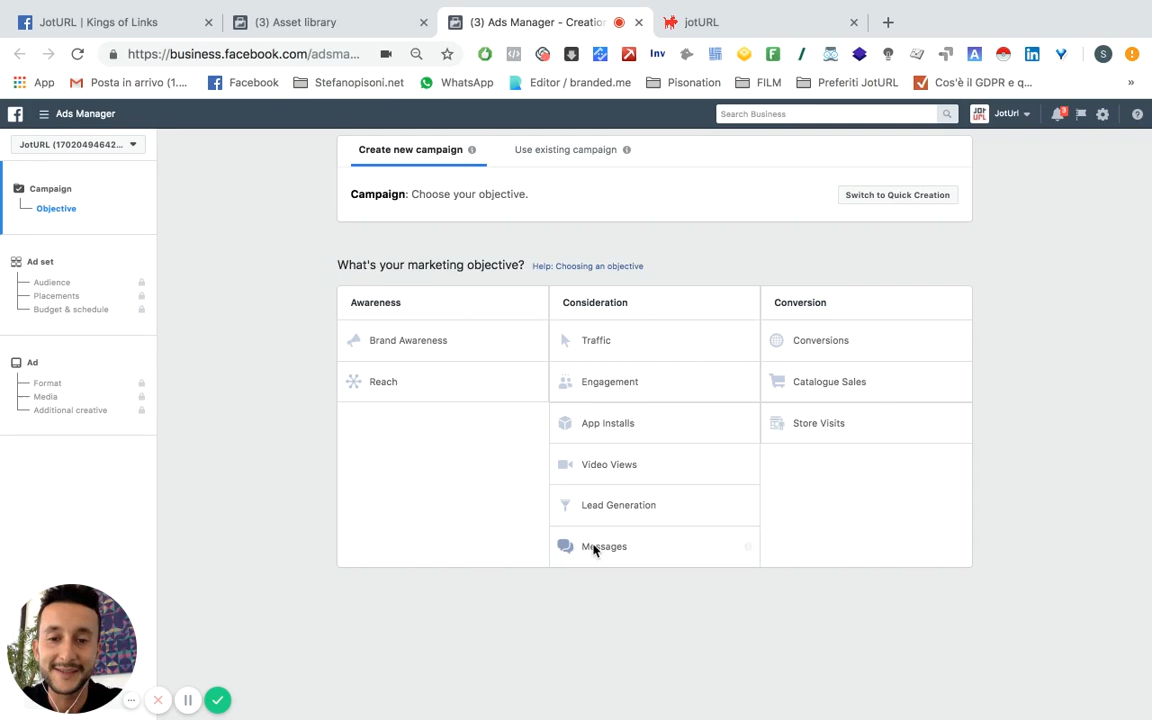 JotURL | Kings of Links
(3) Asset library
(3) Ads Manager - Creation
jotURL
https://business.facebook.com/adsma...
Inv
S
App
Posta in arrivo (1....
Facebook
Stefanopisoni.net
WhatsApp
Editor / branded.me
Pisonation
FILM
Preferiti JotURL
Cos'è il GDPR e q...
»
Ads Manager
Search Business
JotUrl
JotURL (17020494642...
Create new campaign
Use existing campaign
Campaign
Objective
Campaign: Choose your objective.
Switch to Quick Creation
Ad set
Audience
Placements
Budget & schedule
What's your marketing objective? Help: Choosing an objective
Awareness
Consideration
Conversion
Brand Awareness
Traffic
Conversions
Reach
Engagement
Catalogue Sales
App Installs
Store Visits
Video Views
Lead Generation
Messages
Ad
Format
Media
Additional creative